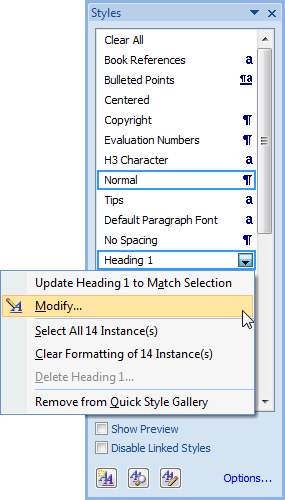 Styles
Clear All
Book References a
Bulleted Points ¶a
Centered
Copyright ¶
Evaluation Numbers ¶
H3 Character a
Normal ¶
Tips a
Default Paragraph Font a
No Spacing ¶
Heading 1
Update Heading 1 to Match Selection
Modify...
Select All 14 Instance(s)
Clear Formatting of 14 Instance(s)
Delete Heading 1...
Remove from Quick Style Gallery
Show Preview
Disable Linked Styles
Options...